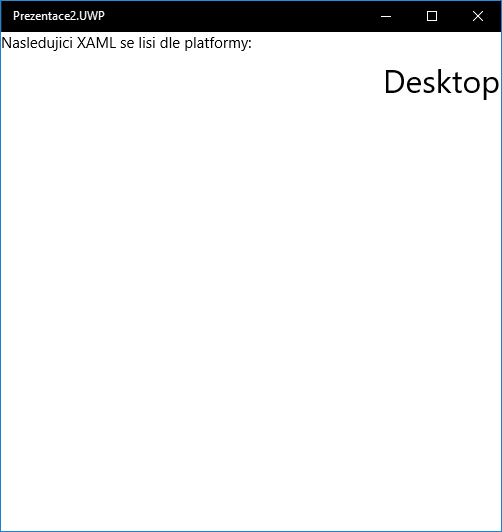 Prezentace2.UWP
Nasledujici XAML se lisi dle platformy:
Desktop